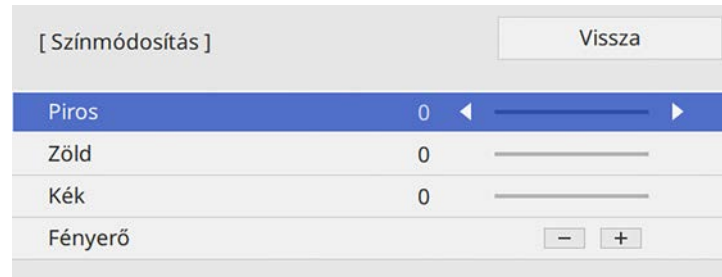 [ Színmódosítás ]
Vissza
Piros 0
Zöld 0
Kék 0
Fényerő − +